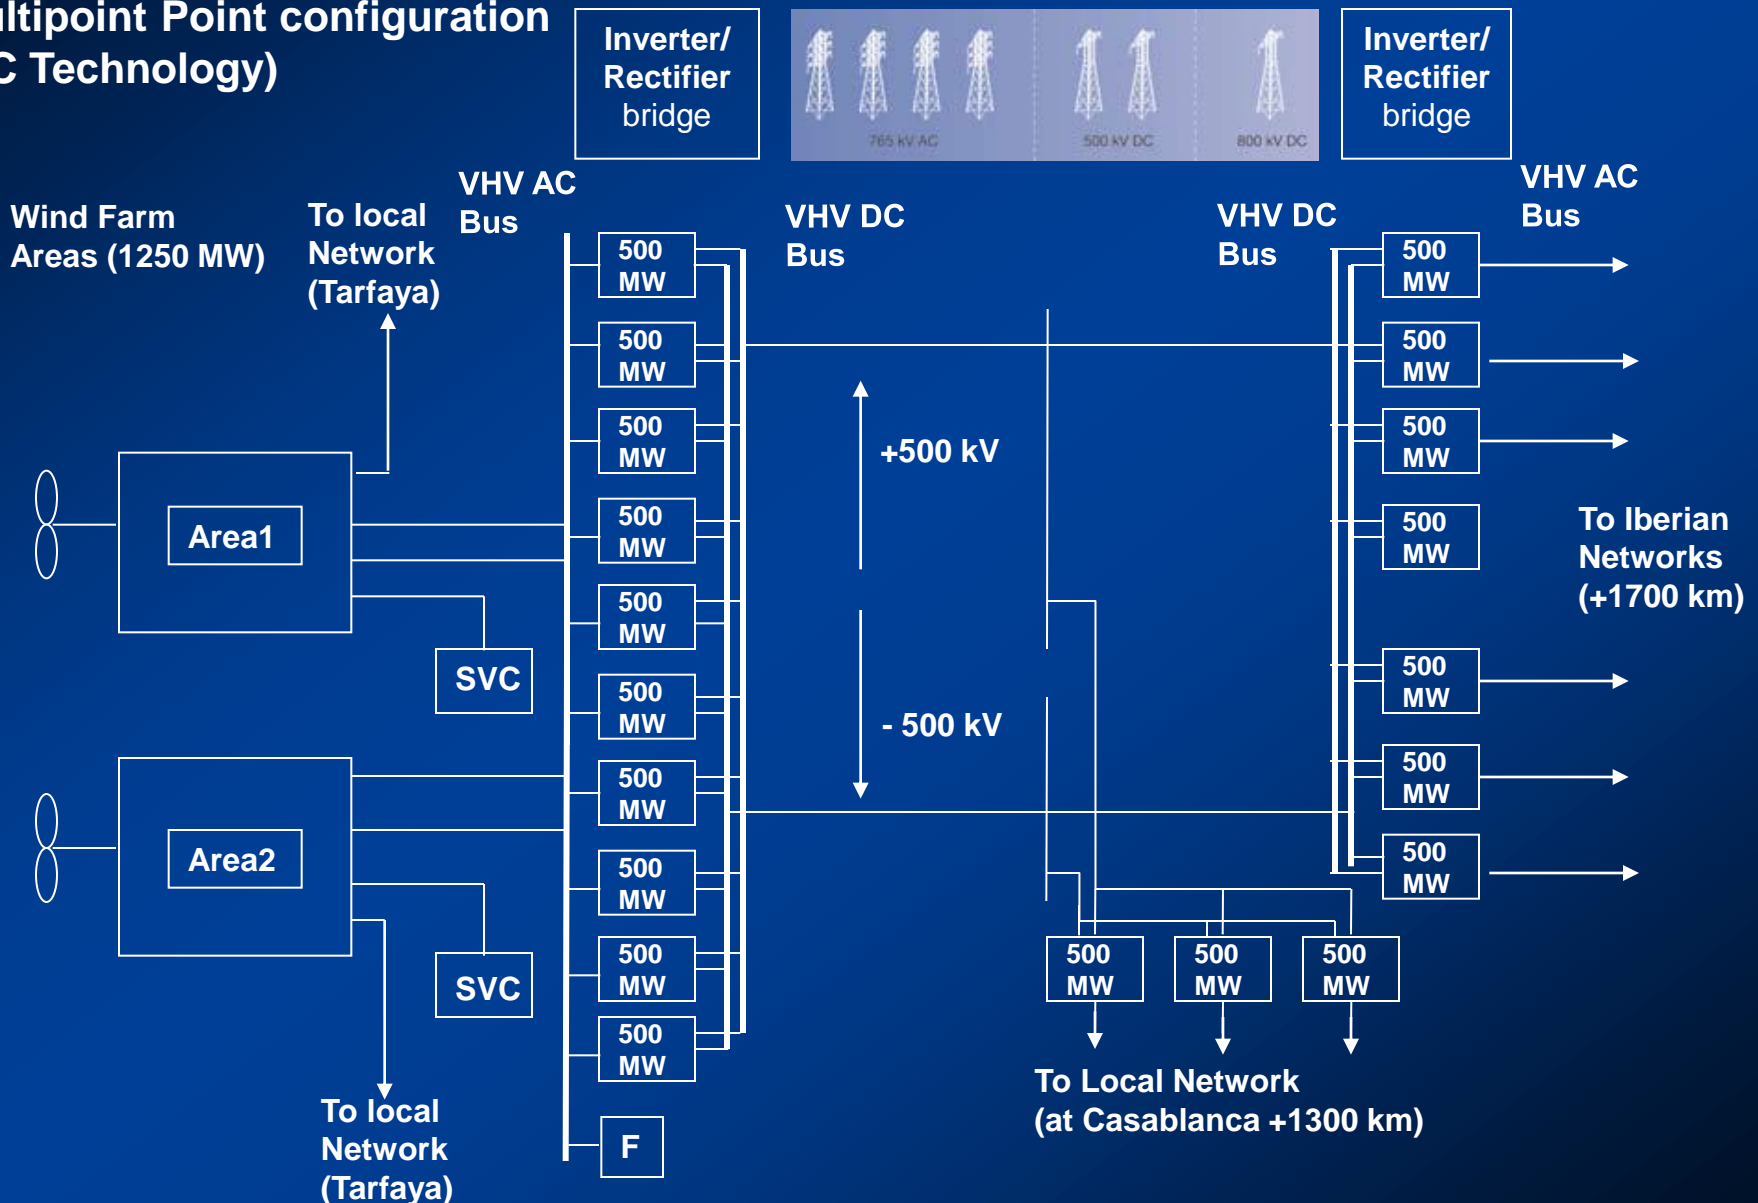 ultipoint Point configuration
C Technology)
Inverter/
Rectifier
bridge
765 kV AC
500 kV DC
800 kV DC
Inverter/
Rectifier
bridge
Wind Farm
Areas (1250 MW)
To local
Network
(Tarfaya)
VHV AC
Bus
VHV DC
Bus
VHV DC
Bus
VHV AC
Bus
500
MW
500
MW
500
MW
500
MW
500
MW
500
MW
500
MW
500
MW
500
MW
500
MW
F
Area1
SVC
Area2
SVC
To local
Network
(Tarfaya)
+500 kV
- 500 kV
500
MW
500
MW
500
MW
500
MW
500
MW
500
MW
500
MW
To Iberian
Networks
(+1700 km)
500
MW
500
MW
500
MW
To Local Network
(at Casablanca +1300 km)